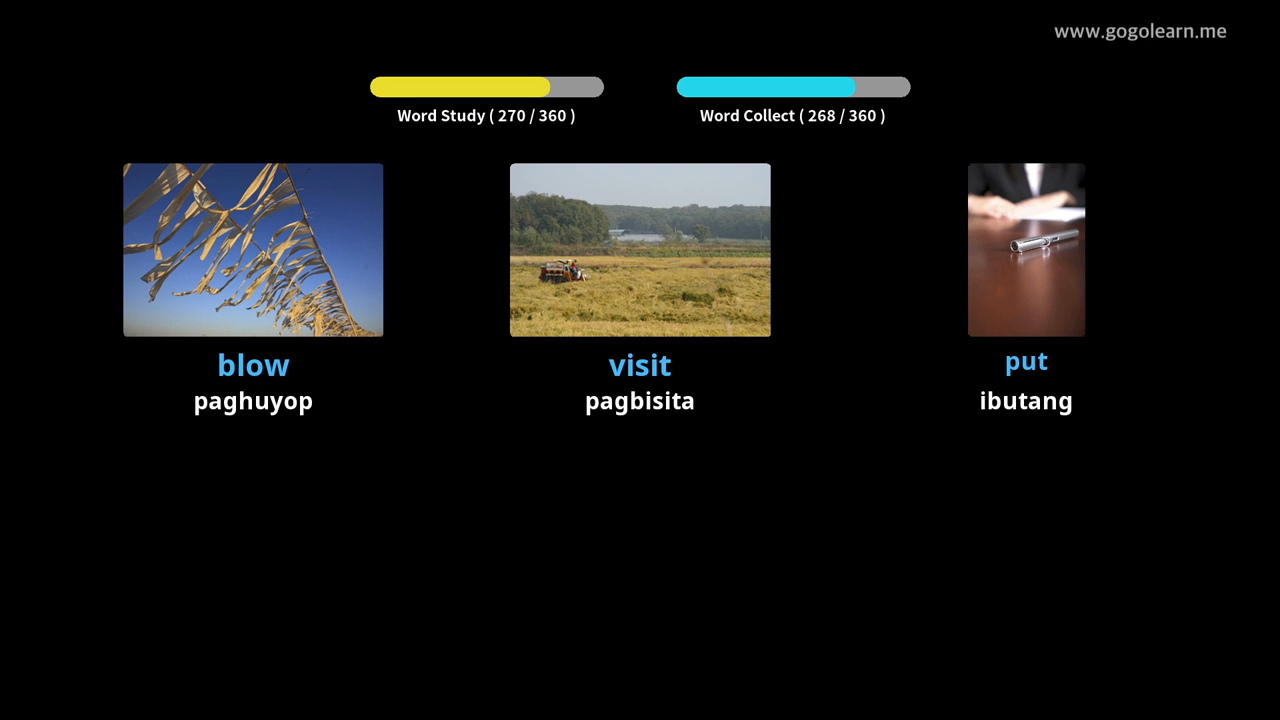 www.gogolearn.me
Word Study ( 270 / 360 )
Word Collect ( 268 / 360 )
blow
paghuyop
visit
pagbisita
put
ibutang